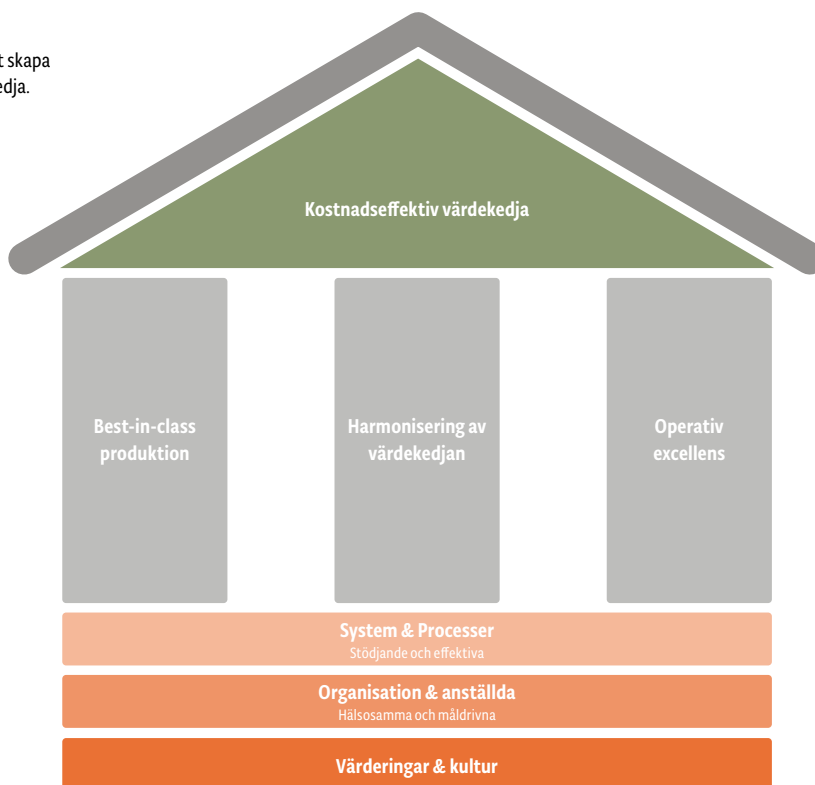 t skapa
edja.
Kostnadseffektiv värdekedja
Best-in-class
produktion
Harmonisering av
värdekedjan
Operativ
excellens
System & Processer
Stödjande och effektiva
Organisation & anställda
Hälsosamma och måldrivna
Värderingar & kultur